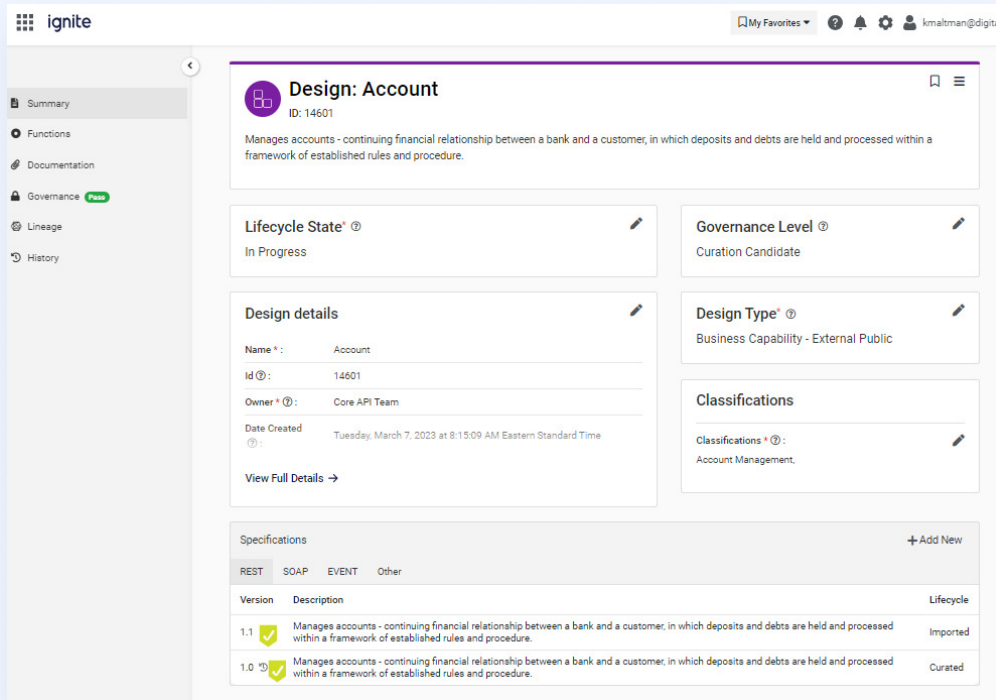 ignite
My Favorites
kmaltman@digit
Summary
Functions
Documentation
Governance Pass
Lineage
History
Design: Account
ID: 14601
Manages accounts - continuing financial relationship between a bank and a customer, in which deposits and debts are held and processed within a
framework of established rules and procedure.
Lifecycle State* ?
In Progress
Governance Level ?
Curation Candidate
Design details
Name * :
Account
Id ? :
14601
Owner * ? :
Core API Team
Date Created
? :
Tuesday, March 7, 2023 at 8:15:09 AM Eastern Standard Time
View Full Details →
Design Type* ?
Business Capability - External Public
Classifications
Classifications * ? :
Account Management,
Specifications
+ Add New
REST SOAP EVENT Other
Version Description Lifecycle
1.1 Manages accounts - continuing financial relationship between a bank and a customer, in which deposits and debts are held and processed
within a framework of established rules and procedure.
Imported
1.0 Manages accounts - continuing financial relationship between a bank and a customer, in which deposits and debts are held and processed
within a framework of established rules and procedure.
Curated